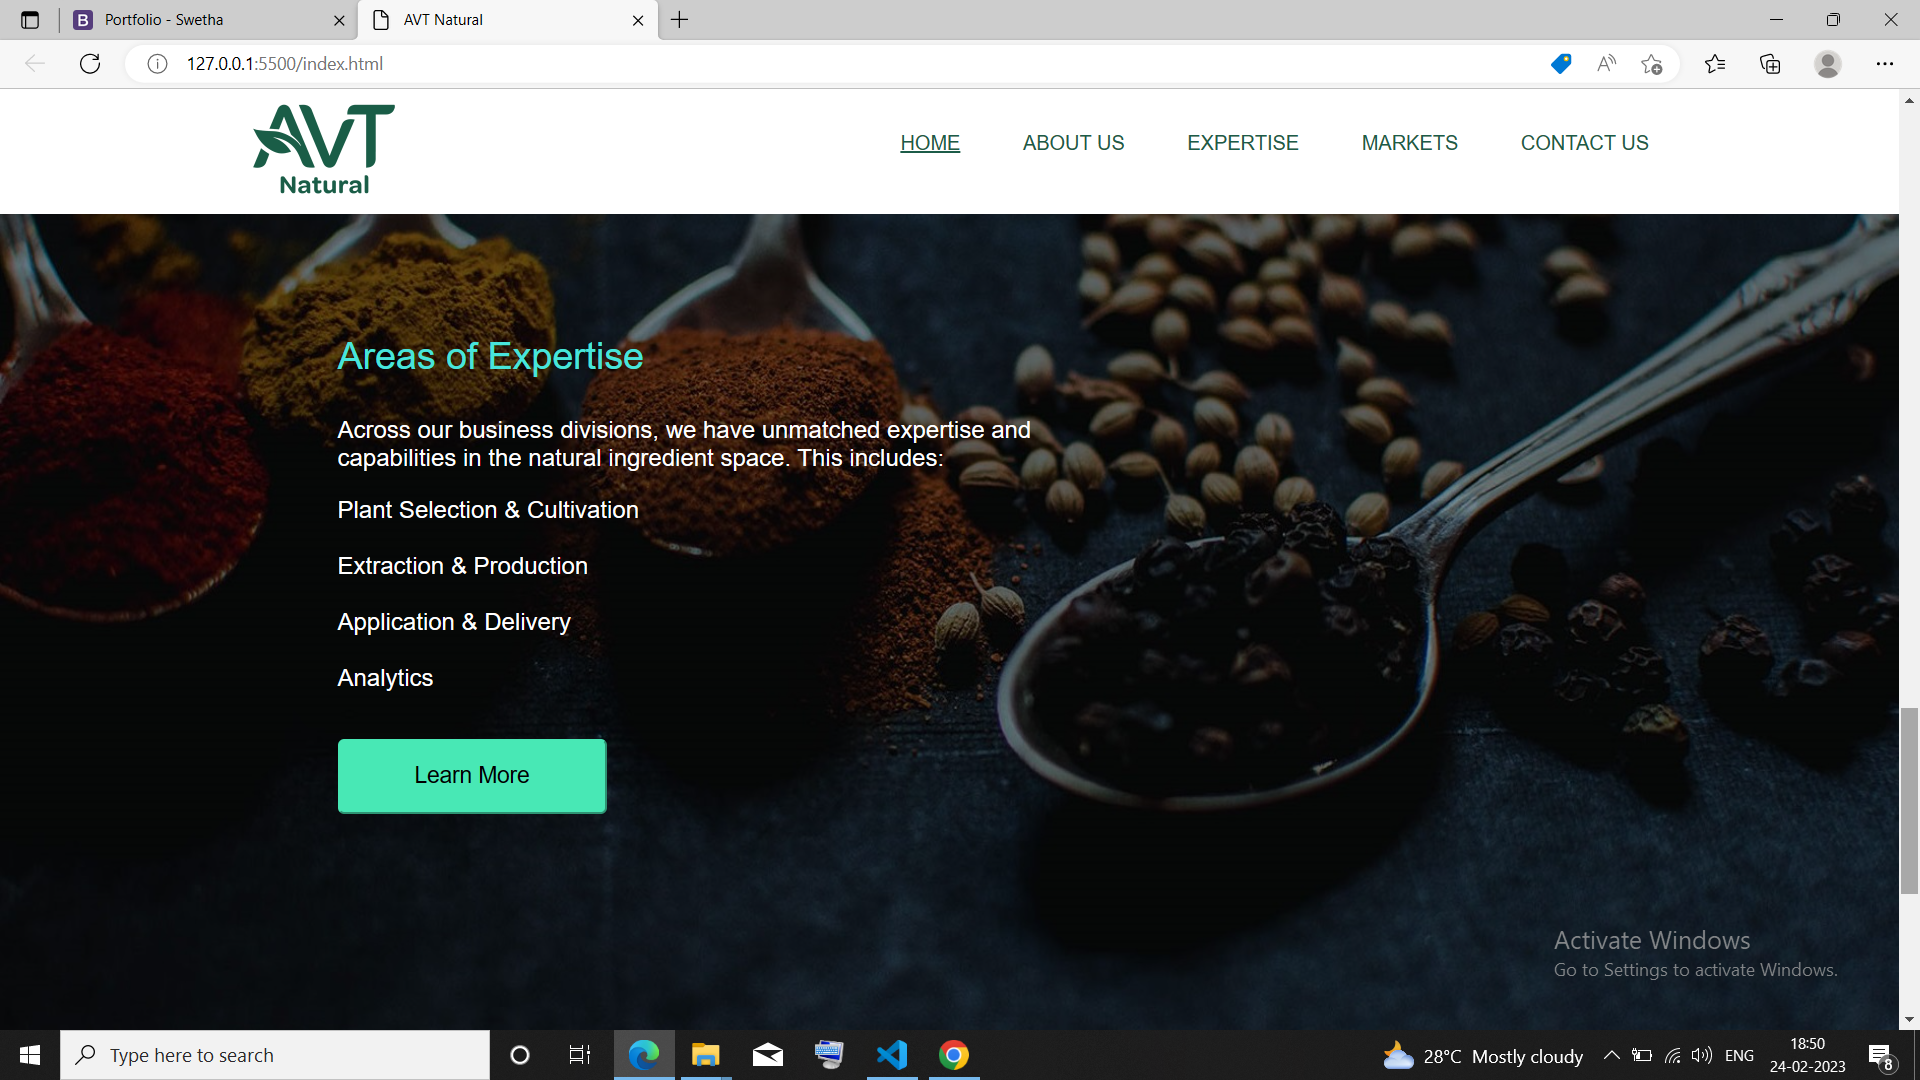 Portfolio - Swetha
AVT Natural
127.0.0.1:5500/index.html
AVT
Natural
HOME
ABOUT US
EXPERTISE
MARKETS
CONTACT US
Areas of Expertise
Across our business divisions, we have unmatched expertise and
capabilities in the natural ingredient space. This includes:
Plant Selection & Cultivation
Extraction & Production
Application & Delivery
Analytics
Learn More
Activate Windows
Go to Settings to activate Windows.
Type here to search
28°C Mostly cloudy
ENG
18:50
24-02-2023
8